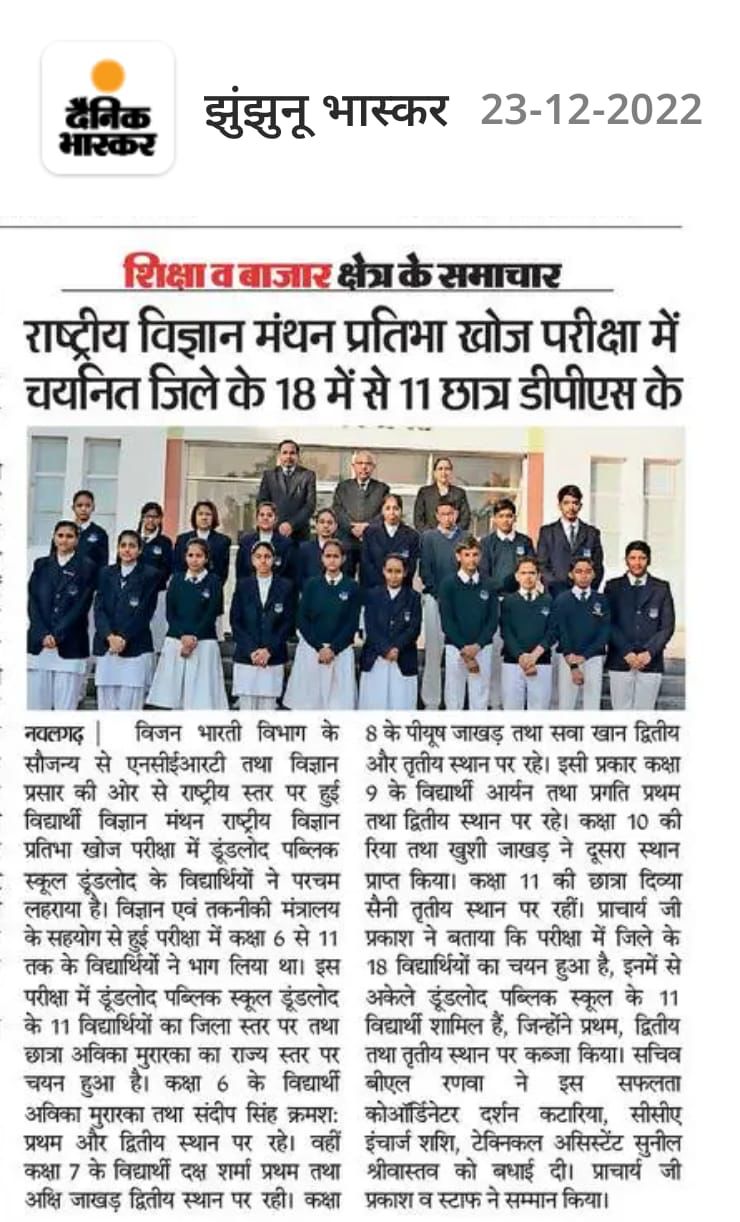 दैनिक
भास्कर
झुंझुनू भास्कर 23-12-2022
शिक्षा व बाजार क्षेत्र के समाचार
राष्ट्रीय विज्ञान मंथन प्रतिभा खोज परीक्षा में
चयनित जिले के 18 में से 11 छात्र डीपीएस के
नवलगढ़ | विजन भारती विभाग के
सौजन्य से एनसीईआरटी तथा विज्ञान
प्रसार की ओर से राष्ट्रीय स्तर पर हुई
विद्यार्थी विज्ञान मंथन राष्ट्रीय विज्ञान
प्रतिभा खोज परीक्षा में डूंडलोद पब्लिक
स्कूल डूंडलोद के विद्यार्थियों ने परचम
लहराया है। विज्ञान एवं तकनीकी मंत्रालय
के सहयोग से हुई परीक्षा में कक्षा 6 से 11
तक के विद्यार्थियों ने भाग लिया था। इस
परीक्षा में डूंडलोद पब्लिक स्कूल डूंडलोद
के 11 विद्यार्थियों का जिला स्तर पर तथा
छात्रा अविका मुरारका का राज्य स्तर पर
चयन हुआ है। कक्षा 6 के विद्यार्थी
अविका मुरारका तथा संदीप सिंह क्रमश:
प्रथम और द्वितीय स्थान पर रहे। वहीं
कक्षा 7 के विद्यार्थी दक्ष शर्मा प्रथम तथा
अक्षि जाखड़ द्वितीय स्थान पर रही। कक्षा
8 के पीयूष जाखड़ तथा सवा खान द्वितीय
और तृतीय स्थान पर रहे। इसी प्रकार कक्षा
9 के विद्यार्थी आर्यन तथा प्रगति प्रथम
तथा द्वितीय स्थान पर रहे। कक्षा 10 की
रिया तथा खुशी जाखड़ ने दूसरा स्थान
प्राप्त किया। कक्षा 11 की छात्रा दिव्या
सैनी तृतीय स्थान पर रहीं। प्राचार्य जी
प्रकाश ने बताया कि परीक्षा में जिले के
18 विद्यार्थियों का चयन हुआ है, इनमें से
अकेले डूंडलोद पब्लिक स्कूल के 11
विद्यार्थी शामिल हैं, जिन्होंने प्रथम, द्वितीय
तथा तृतीय स्थान पर कब्जा किया। सचिव
बीएल रणवा ने इस सफलता
कोऑर्डिनेटर दर्शन कटारिया, सीसीए
इंचार्ज शशि, टेक्निकल असिस्टेंट सुनील
श्रीवास्तव को बधाई दी। प्राचार्य जी
प्रकाश व स्टाफ ने सम्मान किया।